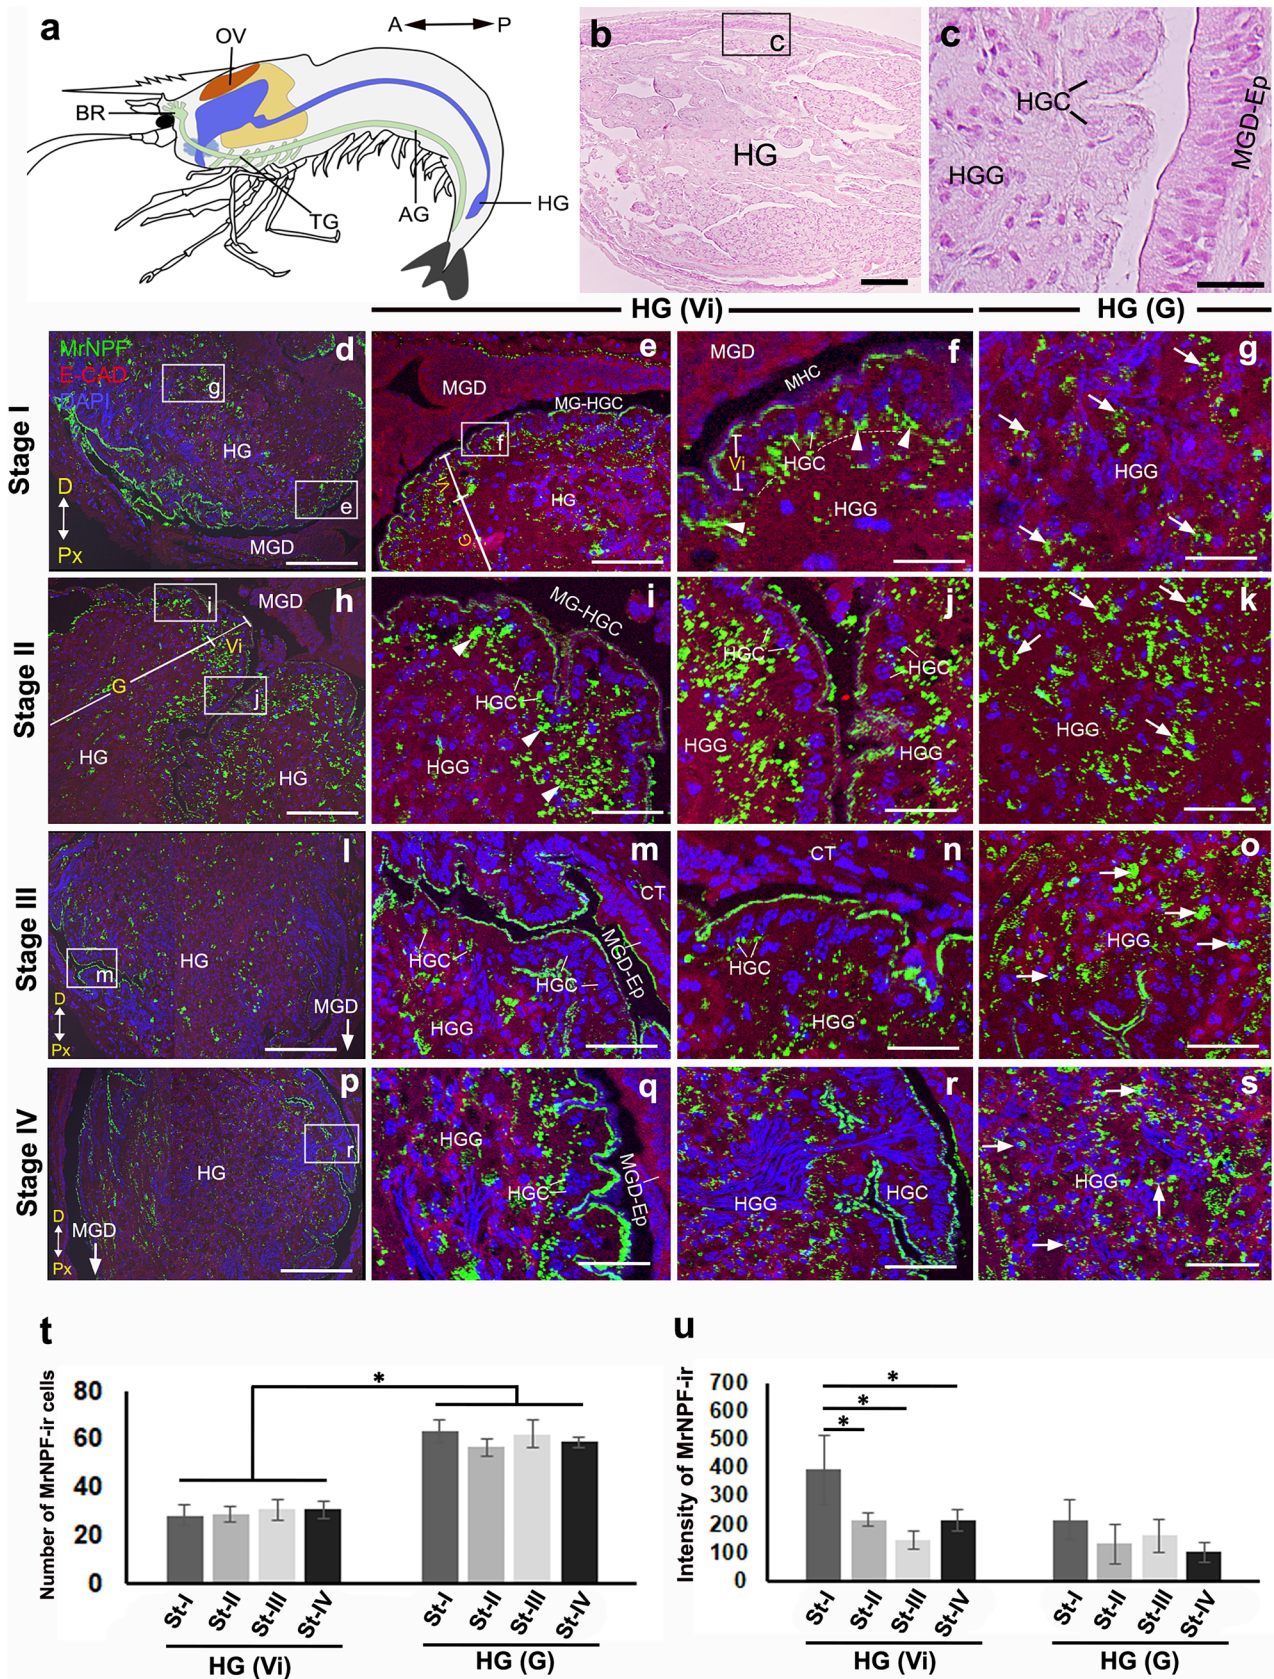 a
A P
OV
BR
TG
AG
HG
b
c
HG
c
HGC
HGG
MGD-Ep
HG (Vi)
HG (G)
Stage I
MrNPF
E-CAD
DAPI
d
g
HG
e
D
Px
MGD
e
MGD
MG-HGC
f
Vi
G
HG
f
MGD
MHC
Vi
HGC
HGG
g
HGG
Stage II
h
i
MGD
Vi
G
j
HG
HG
i
MG-HGC
HGC
HGG
j
HGC
HGC
HGG
HGG
k
HGG
Stage III
l
m
HG
D
Px
MGD
m
CT
HGC
MGD-Ep
HGC
HGG
n
CT
HGC
HGG
o
HGG
Stage IV
p
r
HG
D
Px
MGD
q
HGG
HGC
MGD-Ep
r
HGG
HGC
s
HGG
t
Number of MrNPF-ir cells
80
60
40
20
0
*
St-I
St-II
St-III
St-IV
St-I
St-II
St-III
St-IV
HG (Vi)
HG (G)
u
Intensity of MrNPF-ir
700
600
500
400
300
200
100
0
*
*
*
St-I
St-II
St-III
St-IV
St-I
St-II
St-III
St-IV
HG (Vi)
HG (G)